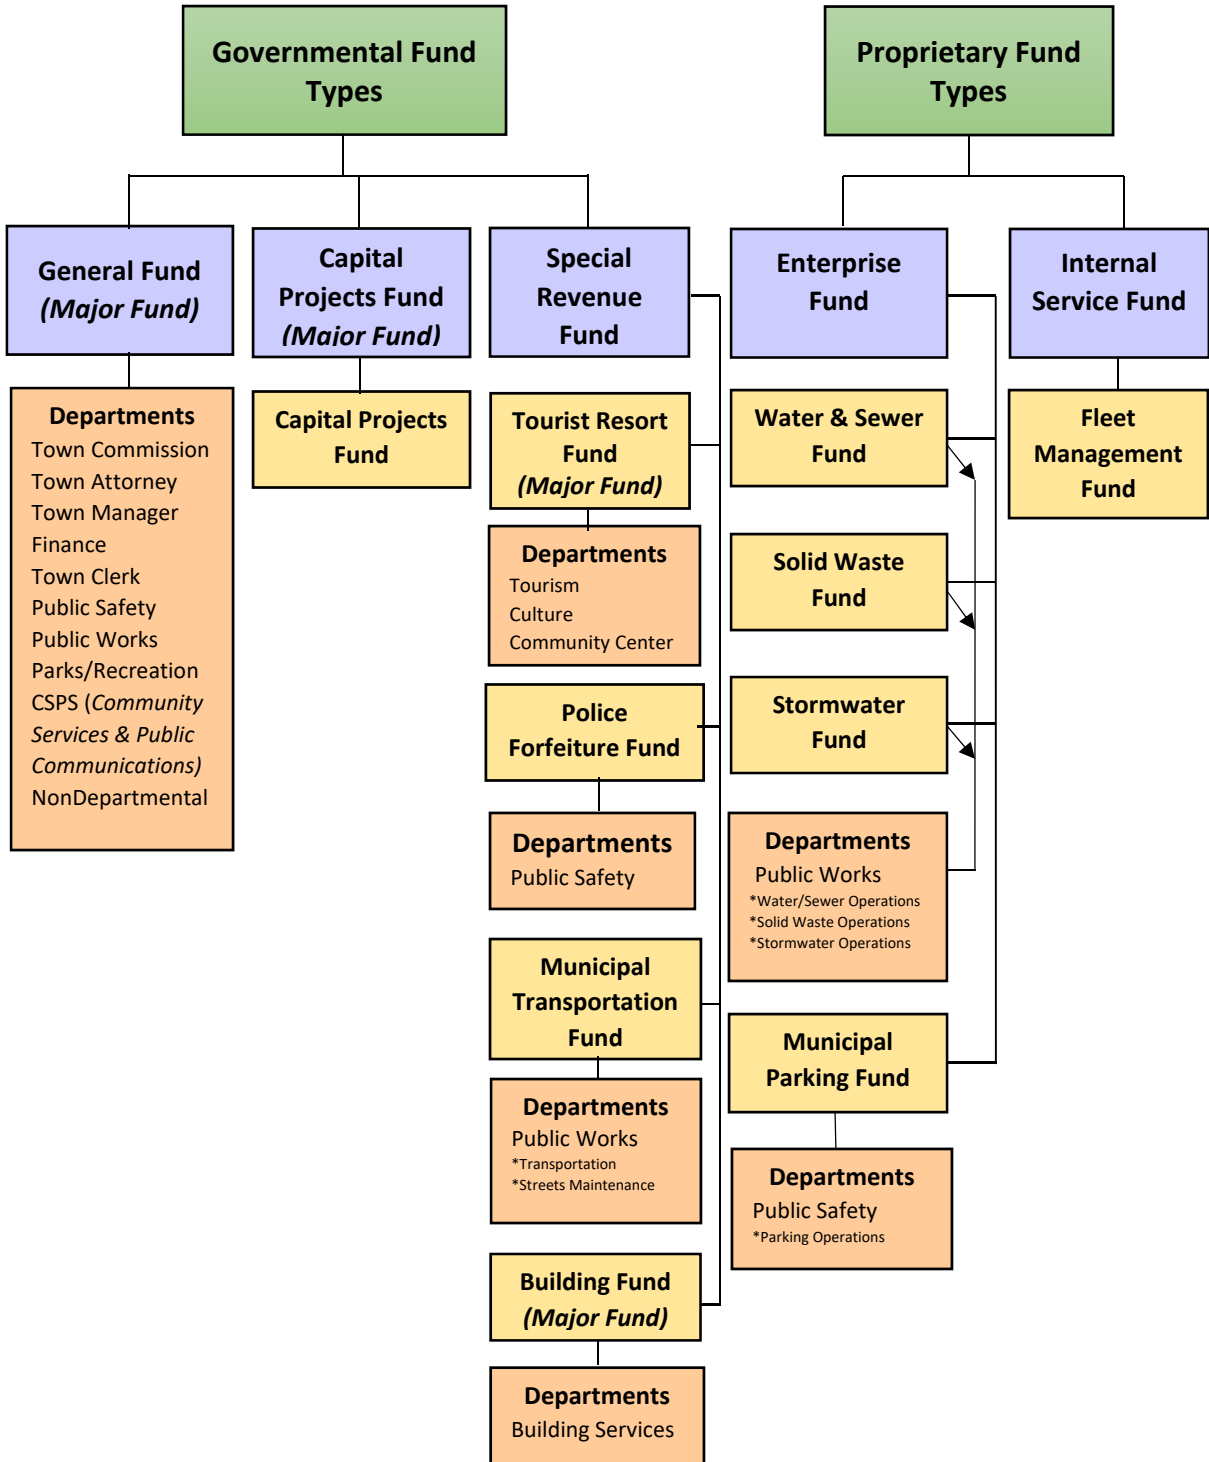 Governmental Fund
Types
Proprietary Fund
Types
General Fund
(Major Fund)
Capital
Projects Fund
(Major Fund)
Special
Revenue
Fund
Enterprise
Fund
Internal
Service Fund
Departments
Town Commission
Town Attorney
Town Manager
Finance
Town Clerk
Public Safety
Public Works
Parks/Recreation
CSPS (Community
Services & Public
Communications)
NonDepartmental
Capital Projects
Fund
Tourist Resort
Fund
(Major Fund)
Departments
Tourism
Culture
Community Center
Police
Forfeiture Fund
Departments
Public Safety
Municipal
Transportation
Fund
Departments
Public Works
*Transportation
*Streets Maintenance
Building Fund
(Major Fund)
Departments
Building Services
Water & Sewer
Fund
Solid Waste
Fund
Stormwater
Fund
Departments
Public Works
*Water/Sewer Operations
*Solid Waste Operations
*Stormwater Operations
Municipal
Parking Fund
Departments
Public Safety
*Parking Operations
Fleet
Management
Fund